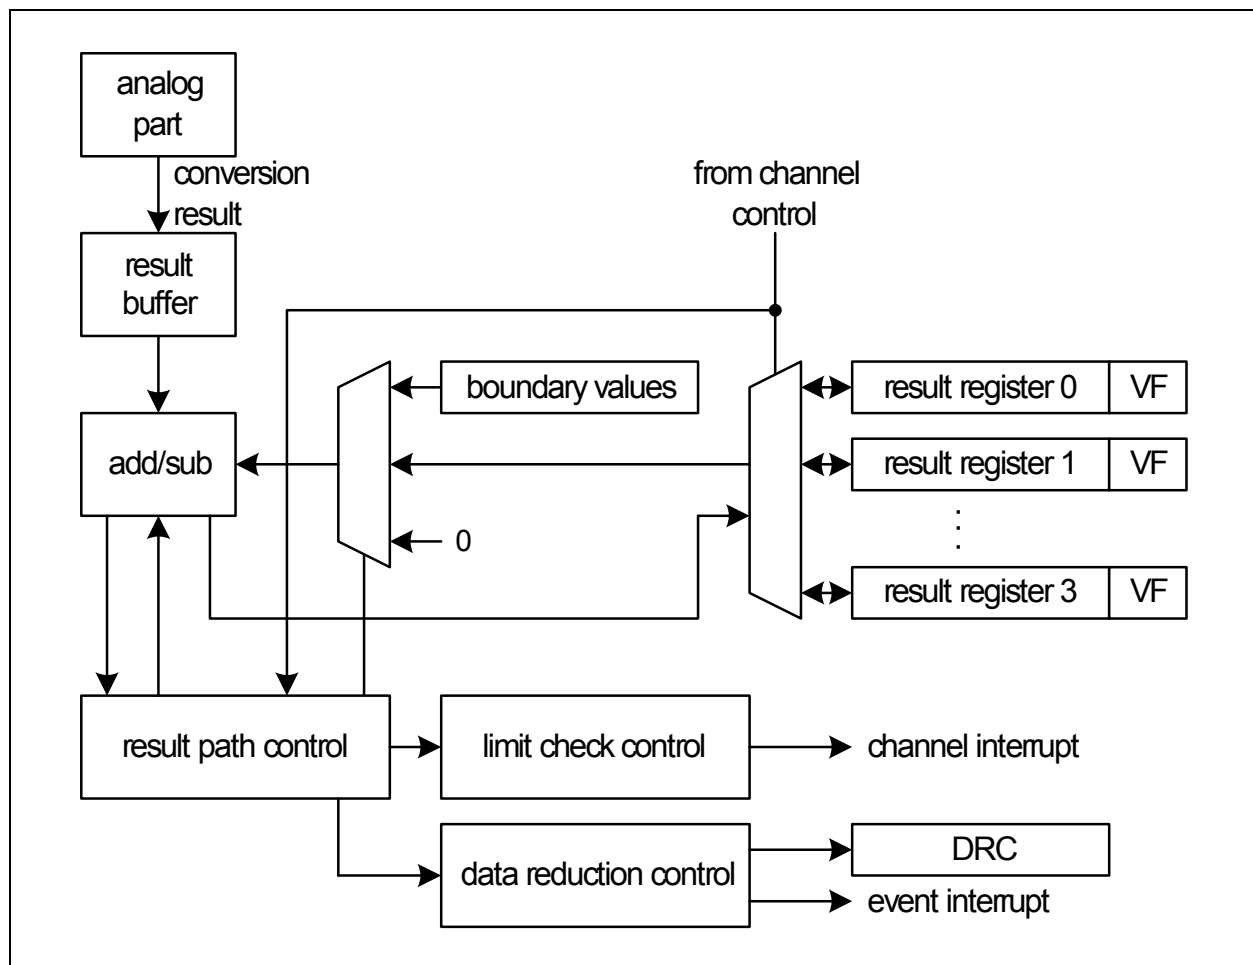 analog
part
conversion
result
from channel
control
result
buffer
boundary values
result register 0 VF
add/sub
result register 1 VF
0
result register 3 VF
result path control
limit check control
channel interrupt
data reduction control
DRC
event interrupt